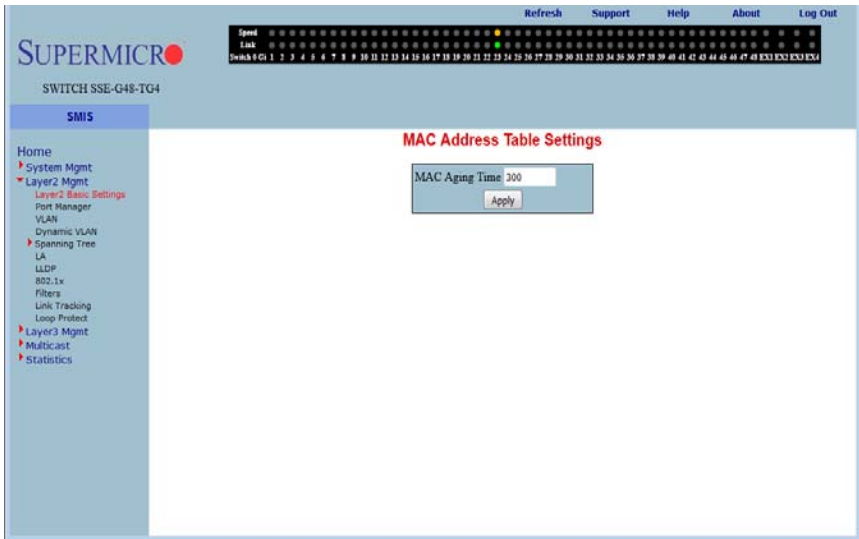 Refresh Support Help About Log Out
Speed
Link
Switch 0 Gi 1 2 3 4 5 6 7 8 9 10 11 12 13 14 15 16 17 18 19 20 21 22 23 24 25 26 27 28 29 30 31 32 33 34 35 36 37 38 39 40 41 42 43 44 45 46 47 48 EX1 EX2 EX3 EX4
SUPERMICR
SWITCH SSE-G48-TG4
SMIS
MAC Address Table Settings
MAC Aging Time 300
Apply
Home
System Mgmt
Layer2 Mgmt
Layer2 Basic Settings
Port Manager
VLAN
Dynamic VLAN
Spanning Tree
LA
LLDP
802.1x
Filters
Link Tracking
Loop Protect
Layer3 Mgmt
Multicast
Statistics